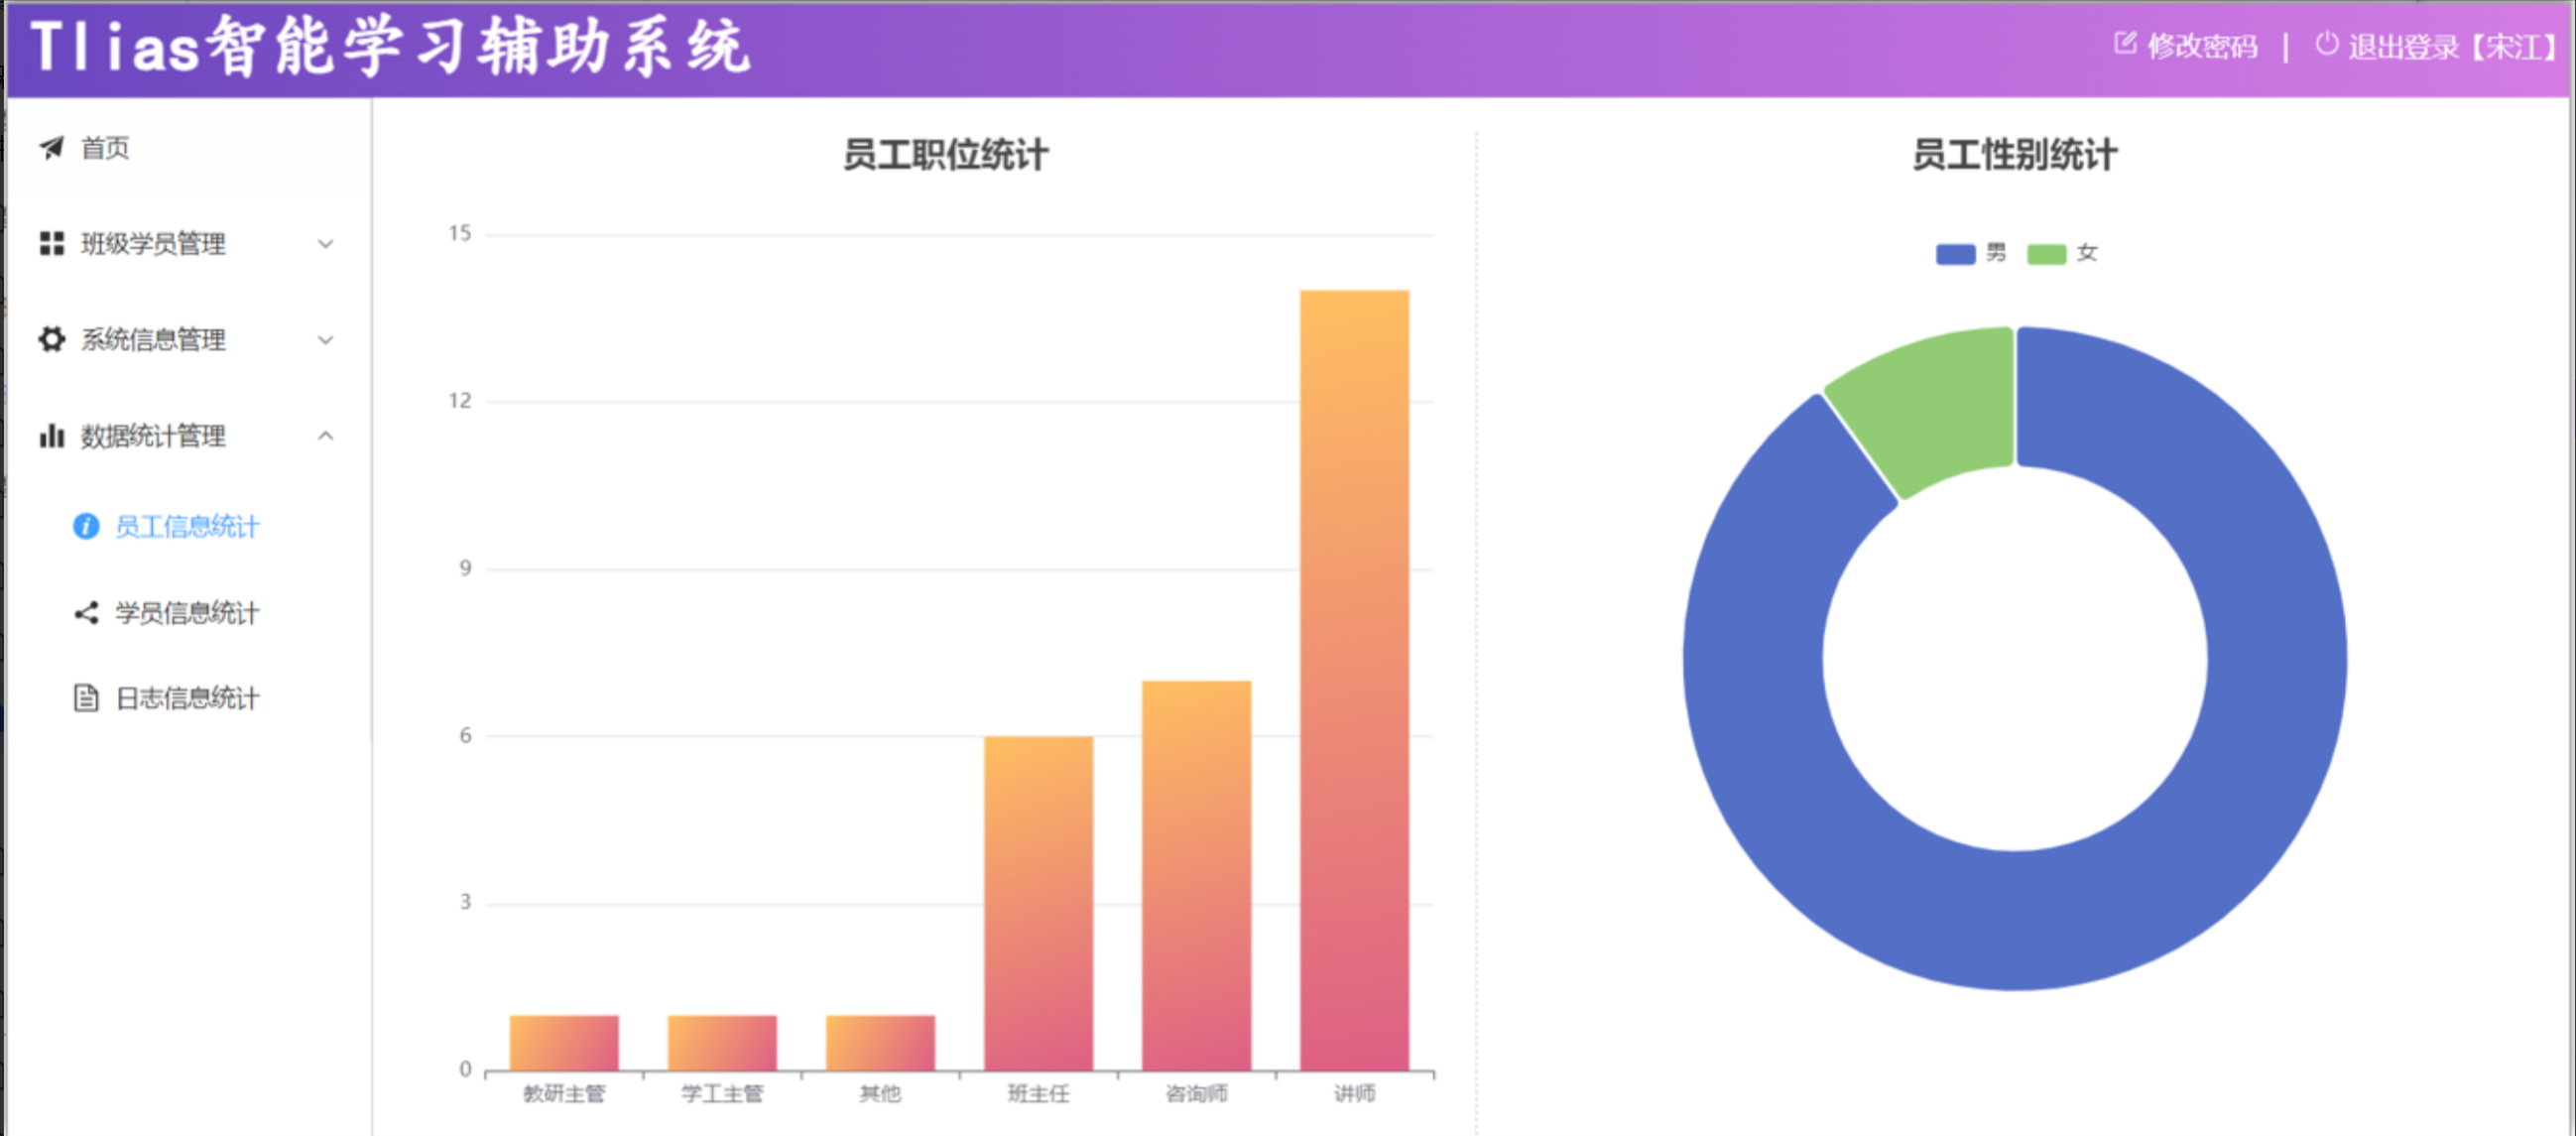 Tlias智能学习辅助系统
修改密码 | 退出登录【宋江】
首页
班级学员管理
系统信息管理
数据统计管理
员工信息统计
学员信息统计
日志信息统计
员工职位统计
15
12
9
6
3
0
教研主管 学工主管 其他 班主任 咨询师 讲师
员工性别统计
男 女